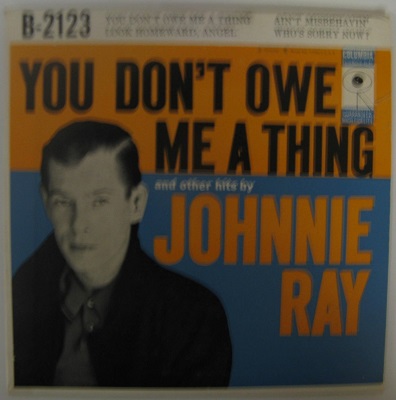 B-2123
YOU DON'T OWE ME A THING
LOOK HOMEWARD, ANGEL
AIN'T MISBEHAVIN'
WHO'S SORRY NOW?
YOU DON'T OWE
ME A THING
and other hits by
JOHNNIE
RAY
COLUMBIA